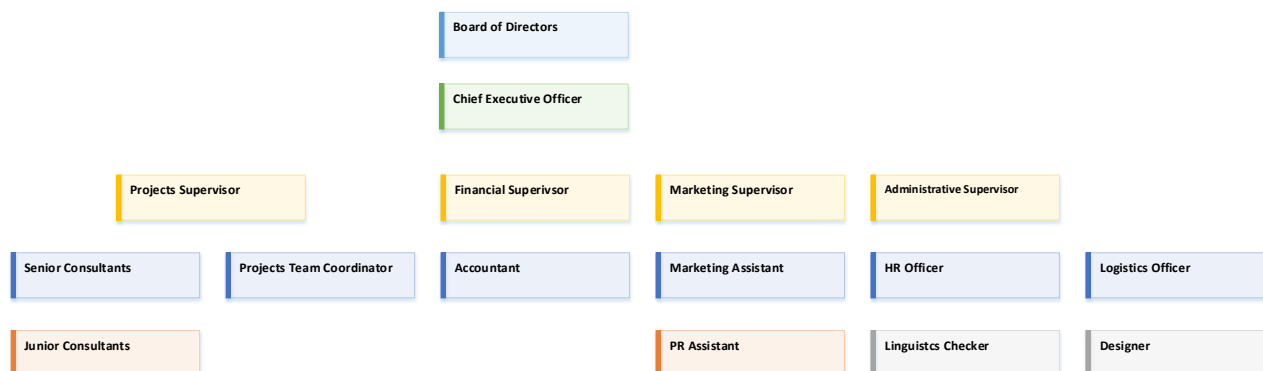 Board of Directors
Chief Executive Officer
Projects Supervisor
Financial Superivsor
Marketing Supervisor
Administrative Supervisor
Senior Consultants
Projects Team Coordinator
Accountant
Marketing Assistant
HR Officer
Logistics Officer
Junior Consultants
PR Assistant
Linguistcs Checker
Designer